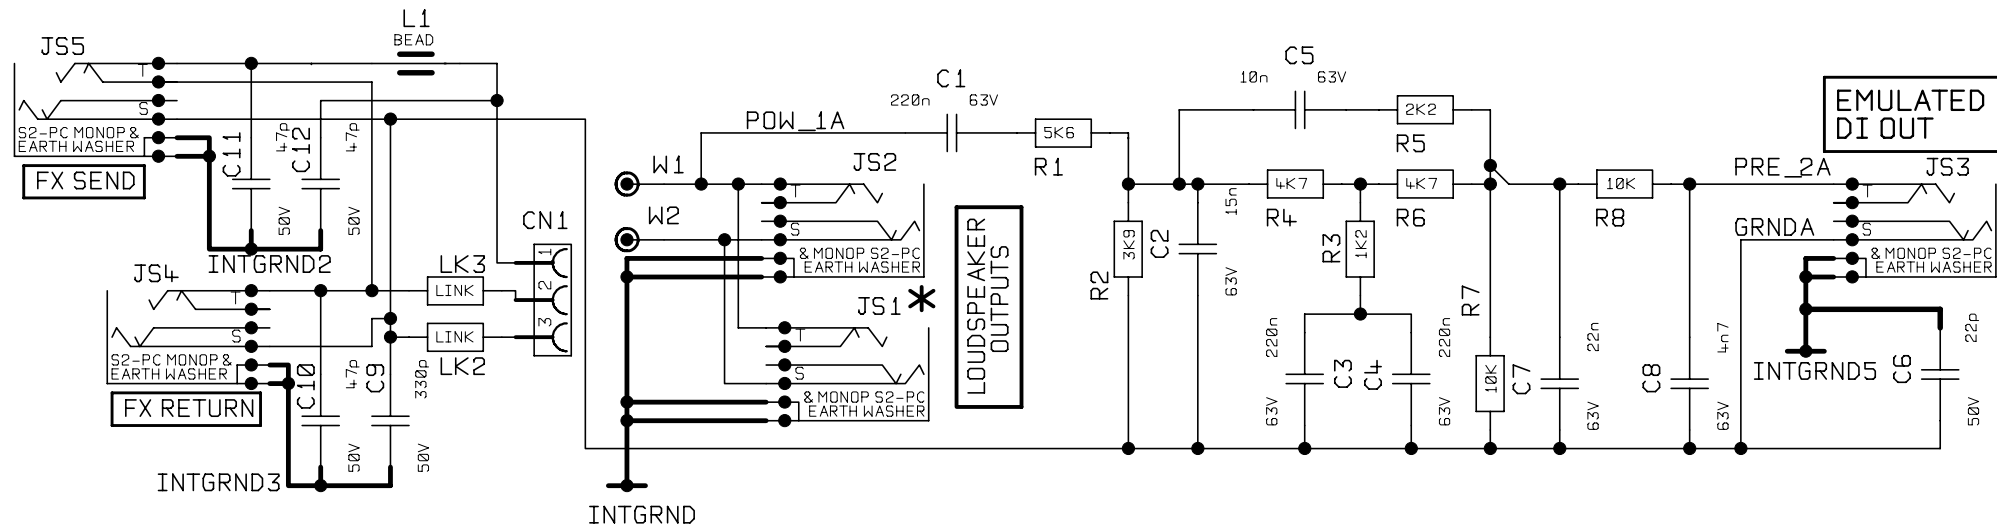 L1
BEAD
JS5
T
S
S2-PC MONOP &
EARTH WASHER
FX SEND
C11
47p
50V
C12
47p
50V
INTGRND2
CN1
1
2
3
JS4
T
S
S2-PC MONOP &
EARTH WASHER
FX RETURN
LK3
LINK
LINK
LK2
C10
47p
50V
C9
330p
50V
INTGRND3
W1
W2
POW_1A
C1
220n
63V
5K6
R1
JS2
T
S
& MONOP S2-PC
EARTH WASHER
JS1
*
T
S
& MONOP S2-PC
EARTH WASHER
INTGRND
LOUDSPEAKER
OUTPUTS
R2
3K9
C2
15n
63V
C5
10n
63V
2K2
R5
4K7
R4
4K7
R6
R3
1K2
220n
63V
C3
C4
220n
63V
R7
10K
C7
22n
63V
10K
R8
C8
4n7
63V
EMULATED
DI OUT
PRE_2A
JS3
GRNDA
T
S
& MONOP S2-PC
EARTH WASHER
INTGRND5
C6
22p
50V